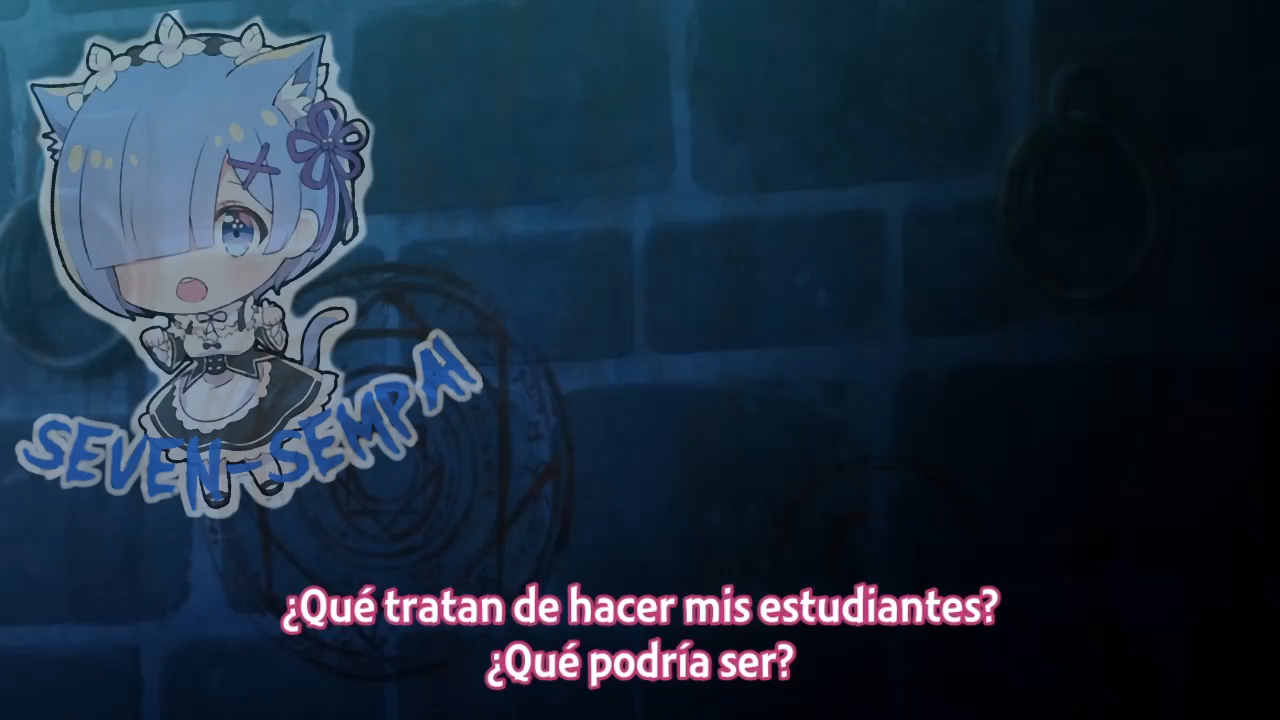 SEVEN-SEMPAI
¿Qué tratan de hacer mis estudiantes?
¿Qué podría ser?